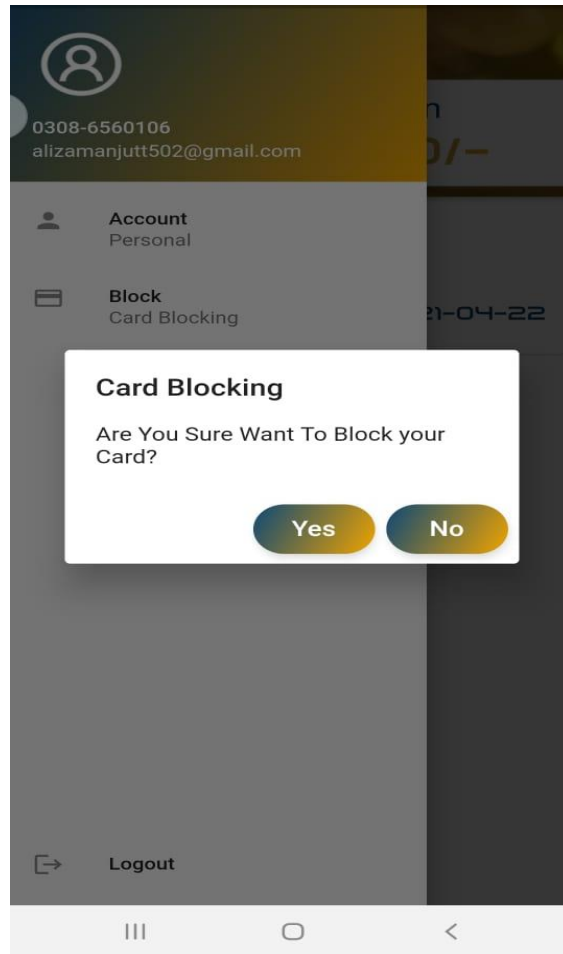 0308-6560106
alizamanjutt502@gmail.com
Account
Personal
Block
Card Blocking
Card Blocking
Are You Sure Want To Block your
Card?
Yes
No
Logout